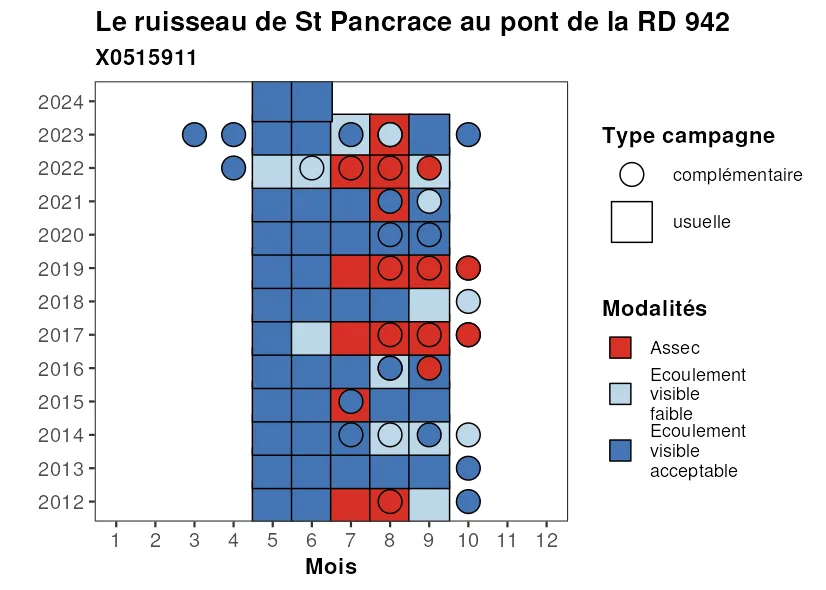 Le ruisseau de St Pancrace au pont de la RD 942
X0515911
2024
2023
2022
2021
2020
2019
2018
2017
2016
2015
2014
2013
2012
1 2 3 4 5 6 7 8 9 10 11 12
Mois
Type campagne
complémentaire
usuelle
Modalités
Assec
Ecoulement
visible
faible
Ecoulement
visible
acceptable